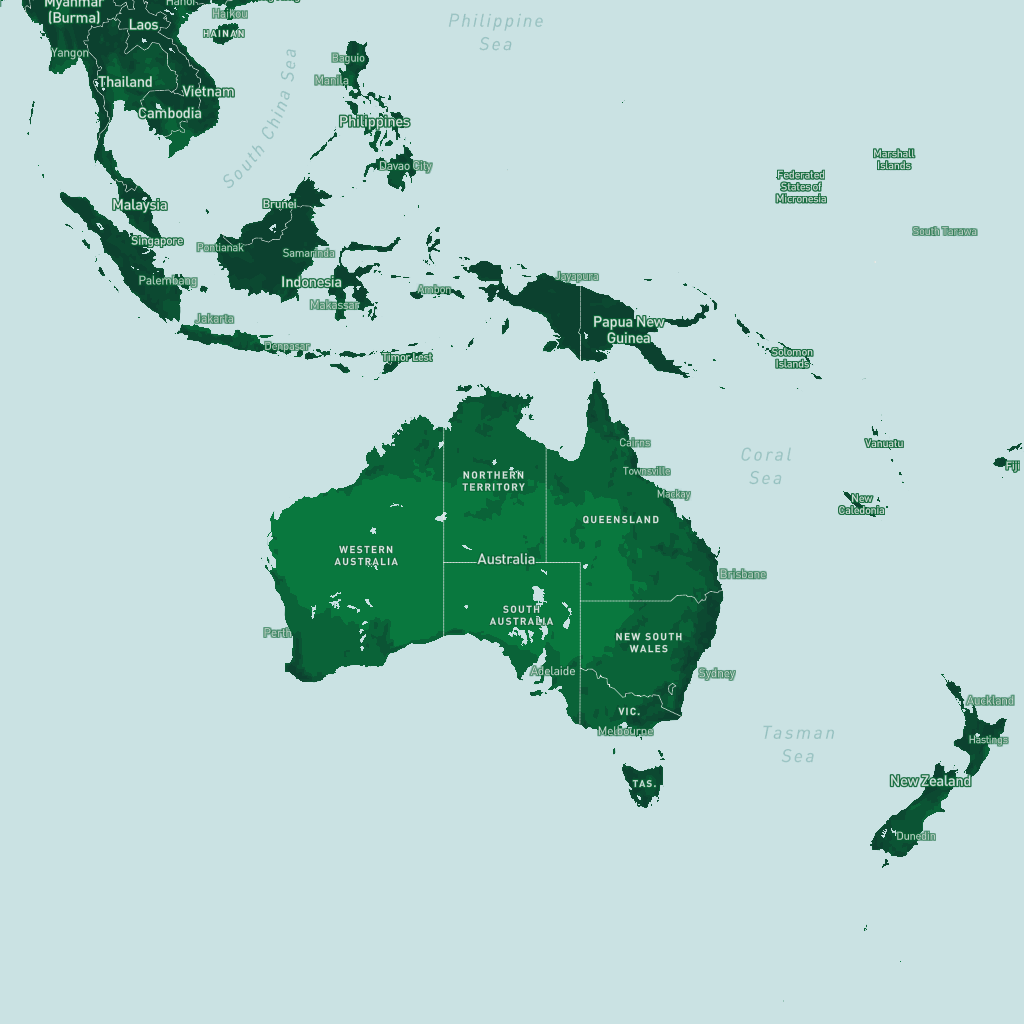 Myanmar
(Burma)
Hanoi
Haikou
HAINAN
Laos
Yangon
Thailand
Vietnam
Cambodia
South China Sea
Philippine
Sea
Baguio
Manila
Philippines
Davao City
Marshall
Islands
Federated
States of
Micronesia
South Tarawa
Malaysia
Brunei
Singapore
Pontianak
Samarinda
Palembang
Indonesia
Ambon
Jayapura
Makassar
Jakarta
Denpasar
Timor Lest
Papua New
Guinea
Solomon
Islands
Cairns
Townsville
Mackay
Coral
Sea
Vanuatu
Fiji
New
Caledonia
NORTHERN
TERRITORY
QUEENSLAND
WESTERN
AUSTRALIA
Australia
Brisbane
SOUTH
AUSTRALIA
NEW SOUTH
WALES
Perth
Adelaide
Sydney
VIC.
Melbourne
TAS.
Tasman
Sea
Auckland
Hastings
New Zealand
Dunedin